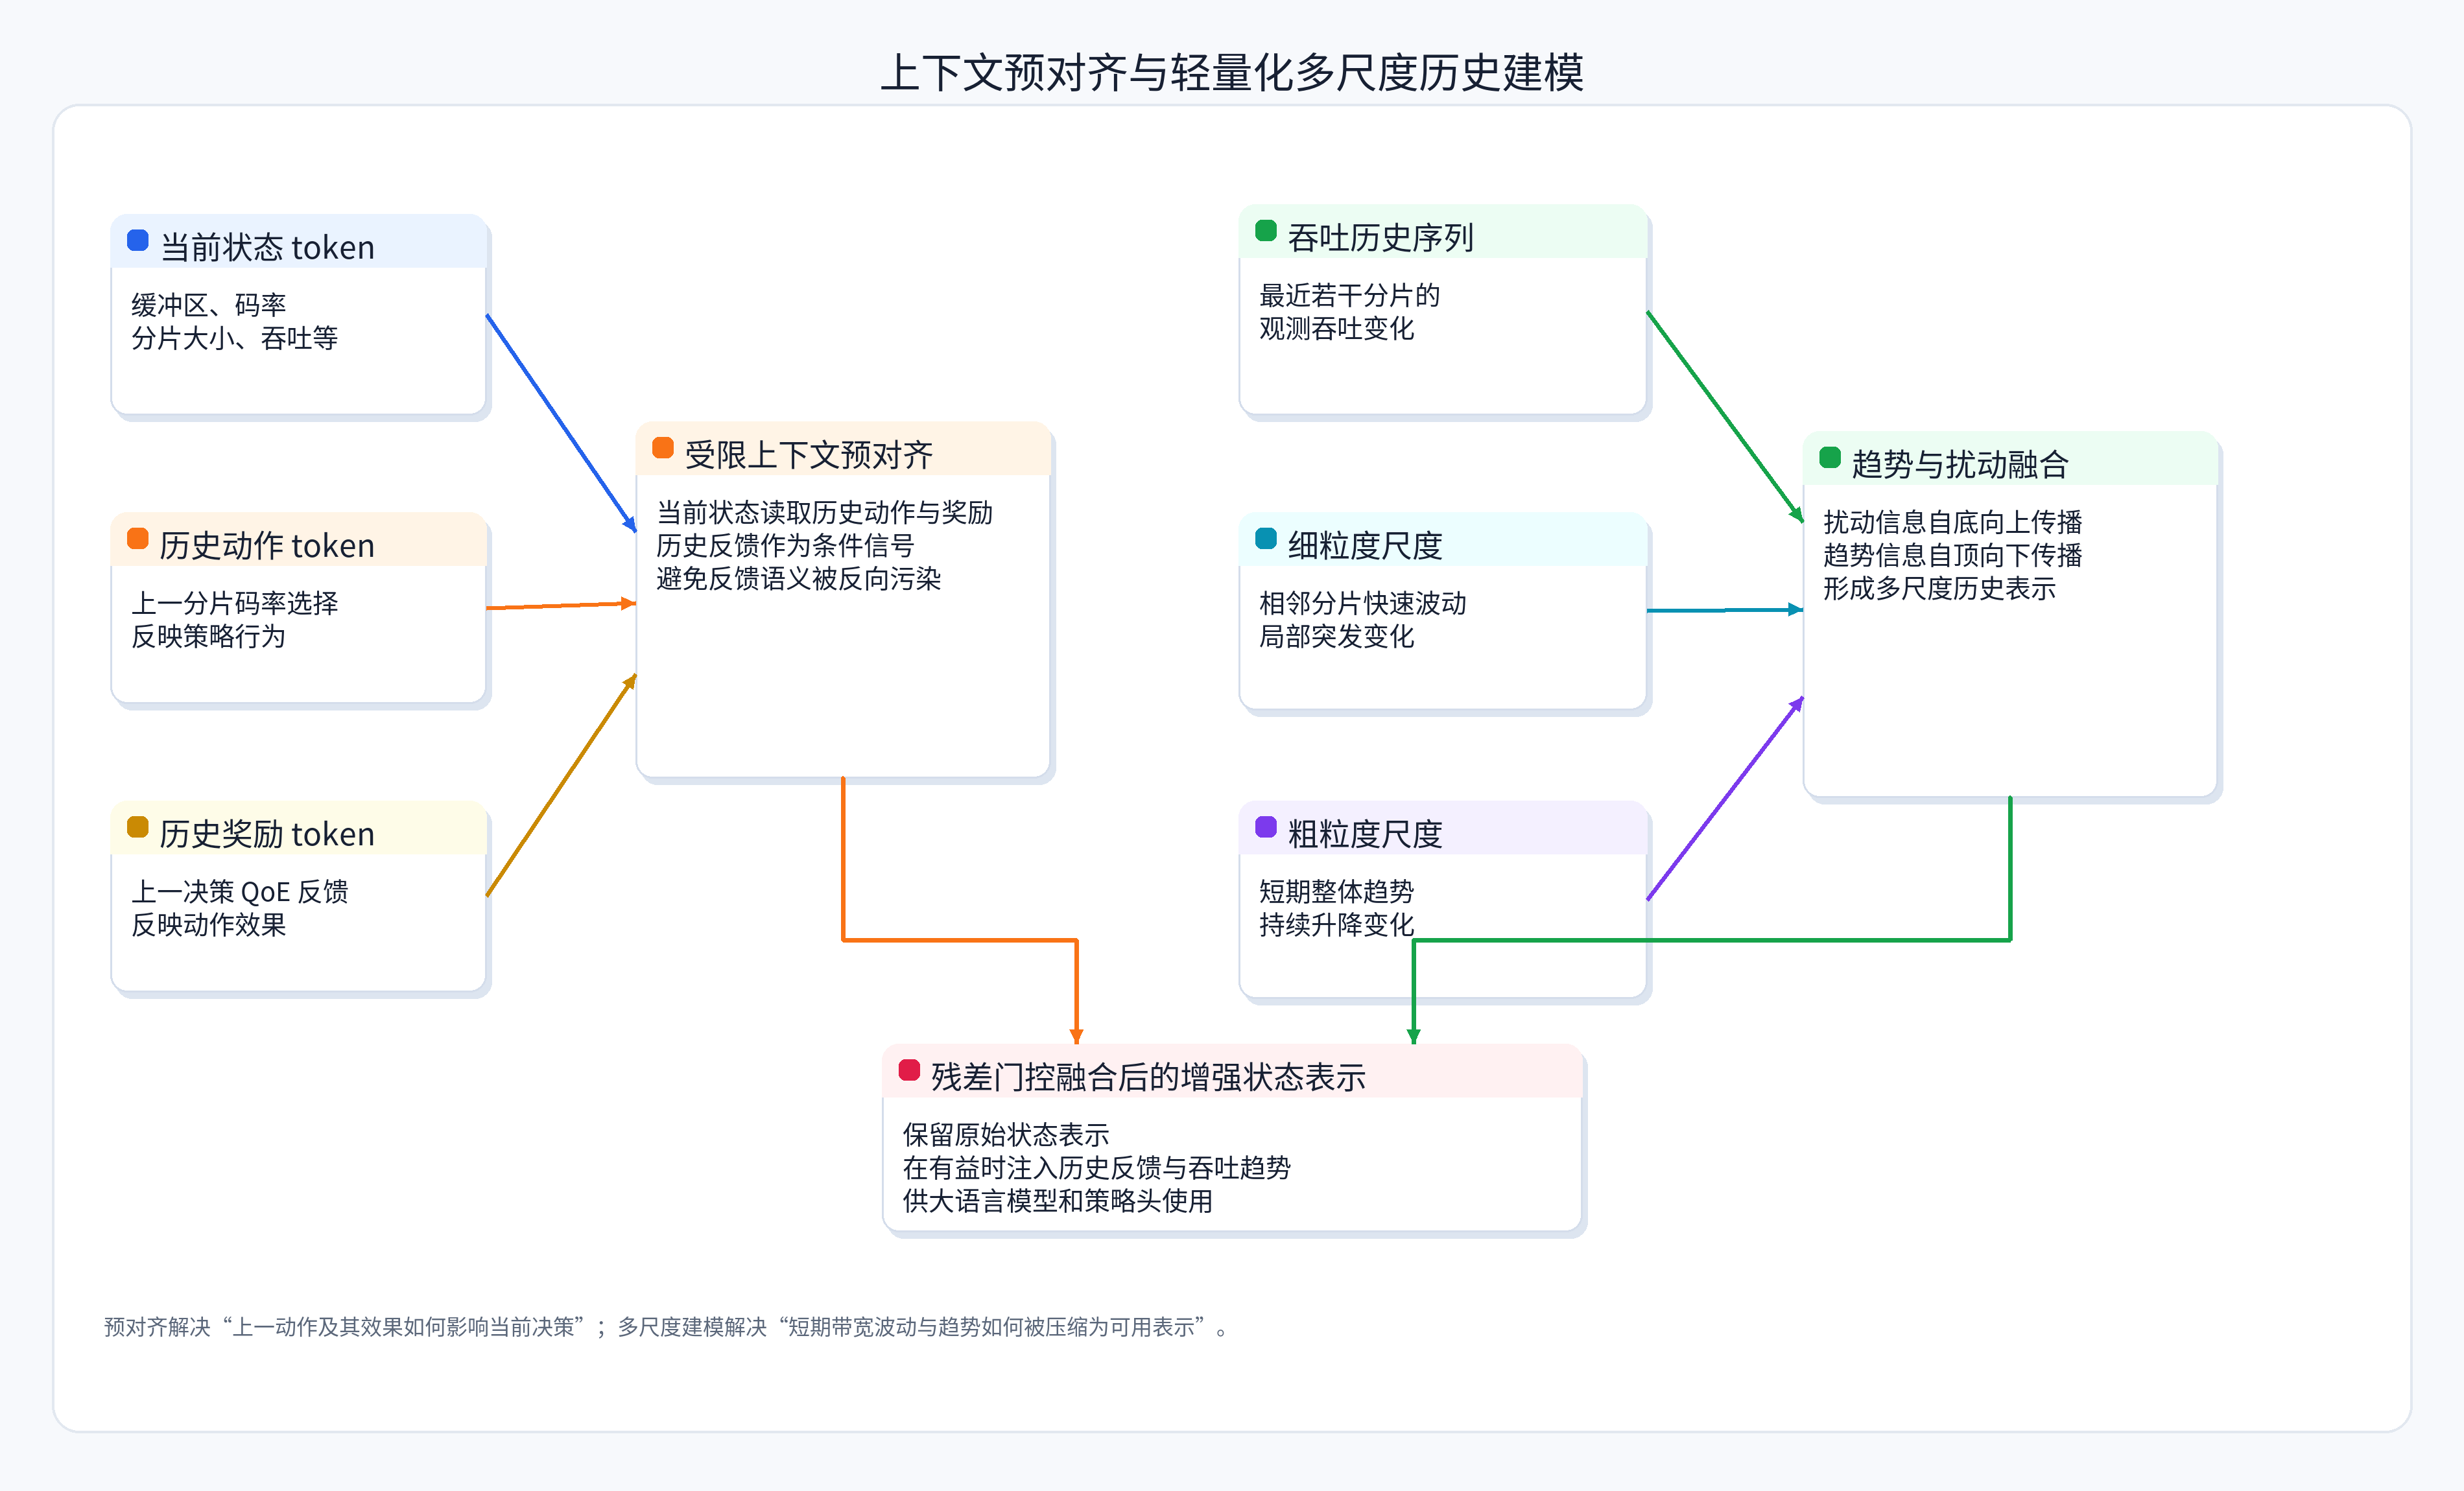 上下文预对齐与轻量化多尺度历史建模
当前状态 token
缓冲区、码率
分片大小、吞吐等
历史动作 token
上一分片码率选择
反映策略行为
历史奖励 token
上一决策 QoE 反馈
反映动作效果
受限上下文预对齐
当前状态读取历史动作与奖励
历史反馈作为条件信号
避免反馈语义被反向污染
吞吐历史序列
最近若干分片的
观测吞吐变化
细粒度尺度
相邻分片快速波动
局部突发变化
粗粒度尺度
短期整体趋势
持续升降变化
趋势与扰动融合
扰动信息自底向上传播
趋势信息自顶向下传播
形成多尺度历史表示
残差门控融合后的增强状态表示
保留原始状态表示
在有益时注入历史反馈与吞吐趋势
供大语言模型和策略头使用
预对齐解决“上一动作及其效果如何影响当前决策”；多尺度建模解决“短期带宽波动与趋势如何被压缩为可用表示”。